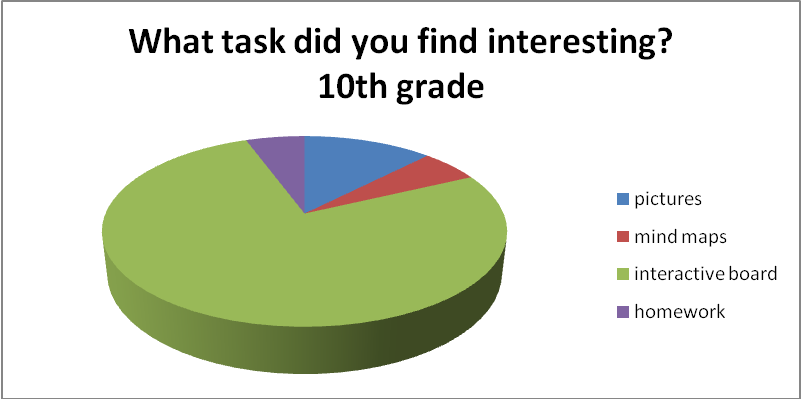 What task did you find interesting?
10th grade
pictures
mind maps
interactive board
homework